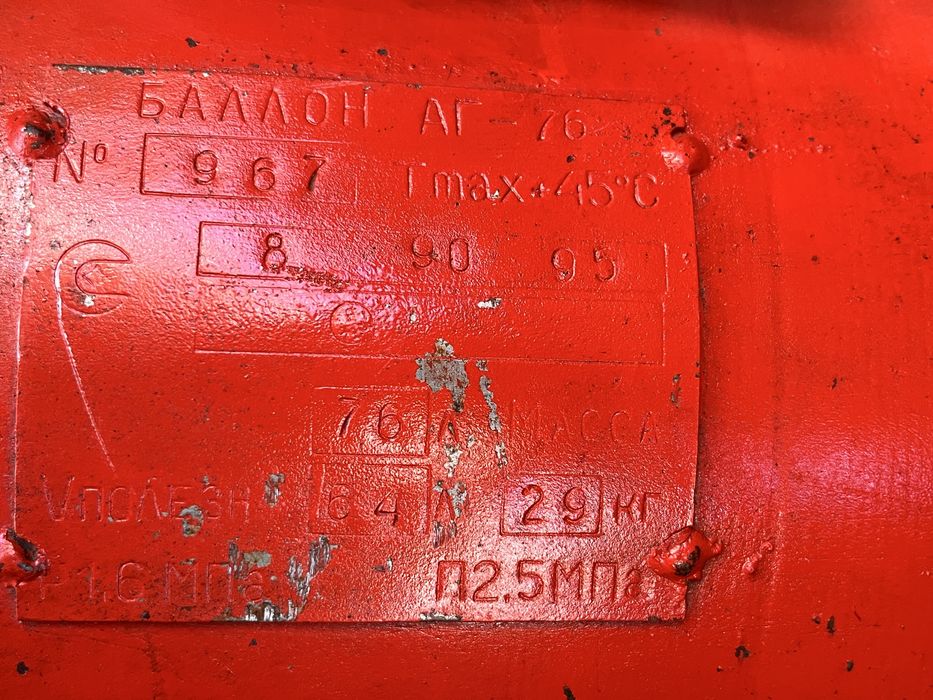 БАЛЛОН АГ-76
№ 967 Tmax+45°C
8 90 95
76 Л МАССА
Vполезн 64 Л 29 кг
1.6 МПа П2.5МПа